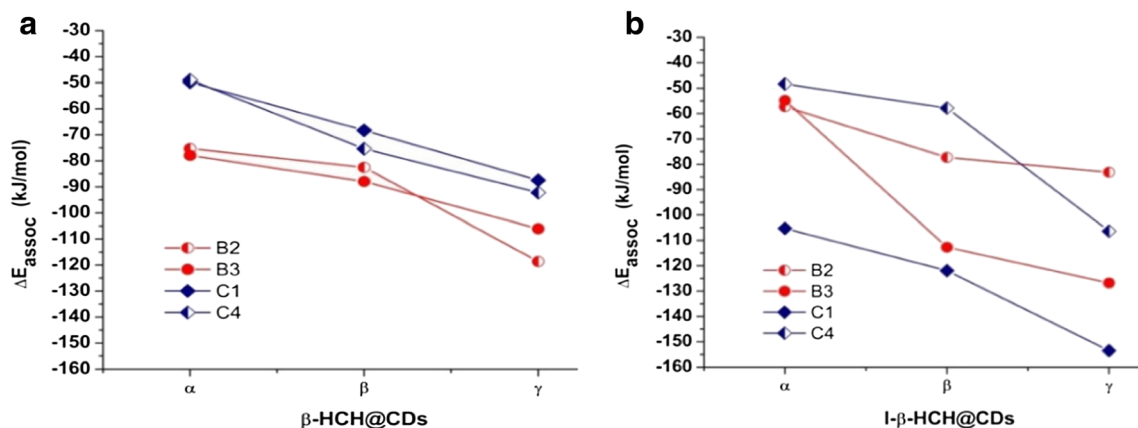 a
-30
-40
-50
-60
-70
-80
-90
-100
-110
-120
-130
-140
-150
-160
ΔE_assoc (kJ/mol)
B2
B3
C1
C4
α β γ
β-HCH@CDs
b
-30
-40
-50
-60
-70
-80
-90
-100
-110
-120
-130
-140
-150
-160
ΔE_assoc (kJ/mol)
B2
B3
C1
C4
α β γ
I-β-HCH@CDs